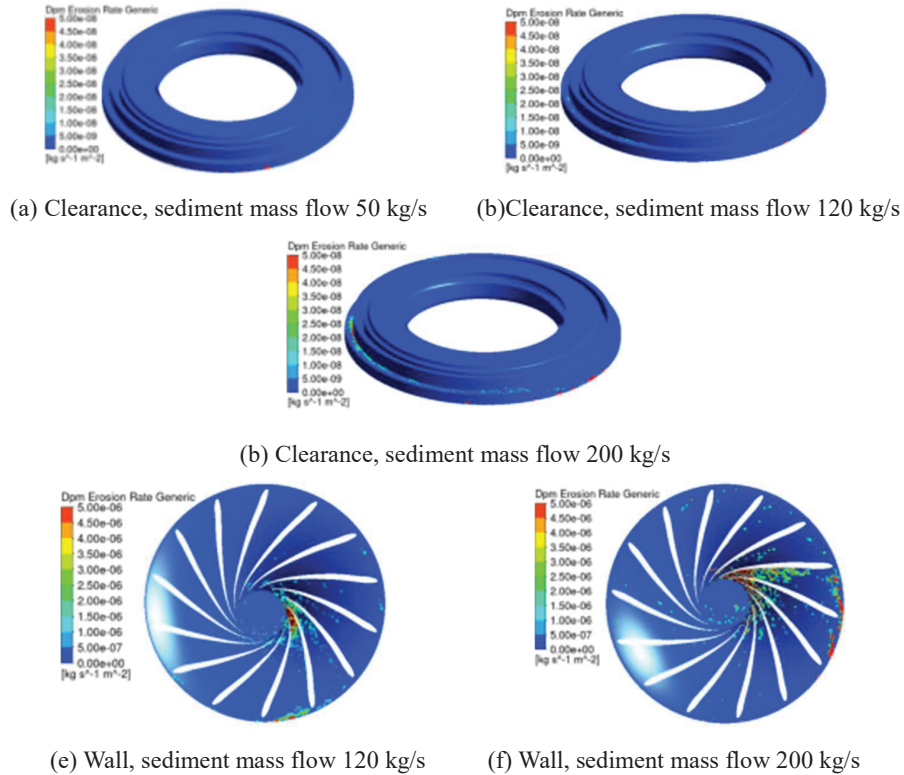 Dpm Erosion Rate Generic
5.00e-08
4.50e-08
4.00e-08
3.50e-08
3.00e-08
2.50e-08
2.00e-08
1.50e-08
1.00e-08
5.00e-09
0.00e+00
[kg s^-1 m^-2]
Dpm Erosion Rate Generic
5.00e-08
4.50e-08
4.00e-08
3.50e-08
3.00e-08
2.50e-08
2.00e-08
1.50e-08
1.00e-08
5.00e-09
0.00e+00
[kg s^-1 m^-2]
(a) Clearance, sediment mass flow 50 kg/s
(b)Clearance, sediment mass flow 120 kg/s
Dpm Erosion Rate Generic
5.00e-08
4.50e-08
4.00e-08
3.50e-08
3.00e-08
2.50e-08
2.00e-08
1.50e-08
1.00e-08
5.00e-09
0.00e+00
[kg s^-1 m^-2]
(b) Clearance, sediment mass flow 200 kg/s
Dpm Erosion Rate Generic
5.00e-06
4.50e-06
4.00e-06
3.50e-06
3.00e-06
2.50e-06
2.00e-06
1.50e-06
1.00e-06
5.00e-07
0.00e+00
[kg s^-1 m^-2]
Dpm Erosion Rate Generic
5.00e-06
4.50e-06
4.00e-06
3.50e-06
3.00e-06
2.50e-06
2.00e-06
1.50e-06
1.00e-06
5.00e-07
0.00e+00
[kg s^-1 m^-2]
(e) Wall, sediment mass flow 120 kg/s
(f) Wall, sediment mass flow 200 kg/s